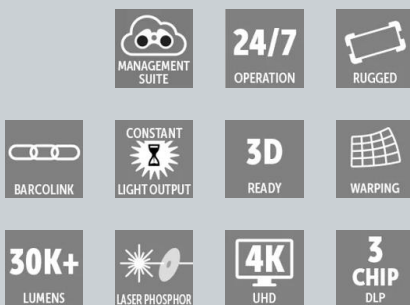 MANAGEMENT
SUITE
24/7
OPERATION
RUGGED
BARCOLINK
CONSTANT
LIGHT OUTPUT
3D
READY
WARPING
30K+
LUMENS
LASER PHOSPHOR
4K
UHD
3
CHIP
DLP